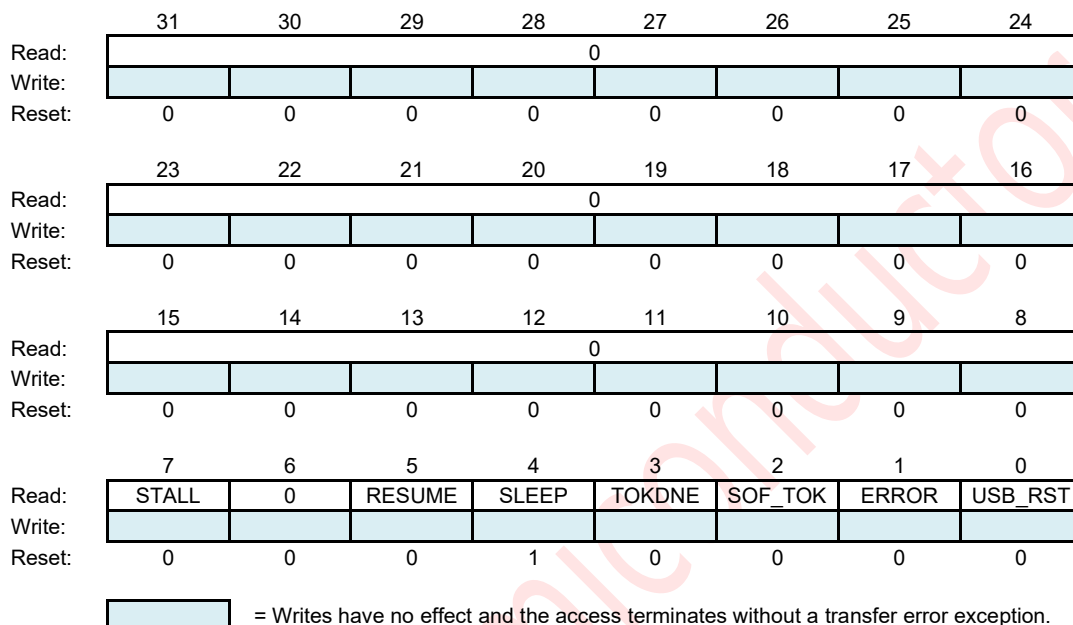 31 30 29 28 27 26 25 24
Read: 0
Write:
Reset: 0 0 0 0 0 0 0 0
23 22 21 20 19 18 17 16
Read: 0
Write:
Reset: 0 0 0 0 0 0 0 0
15 14 13 12 11 10 9 8
Read: 0
Write:
Reset: 0 0 0 0 0 0 0 0
7 6 5 4 3 2 1 0
Read: STALL 0 RESUME SLEEP TOKDNE SOF_TOK ERROR USB_RST
Write:
Reset: 0 0 0 1 0 0 0 0
= Writes have no effect and the access terminates without a transfer error exception.